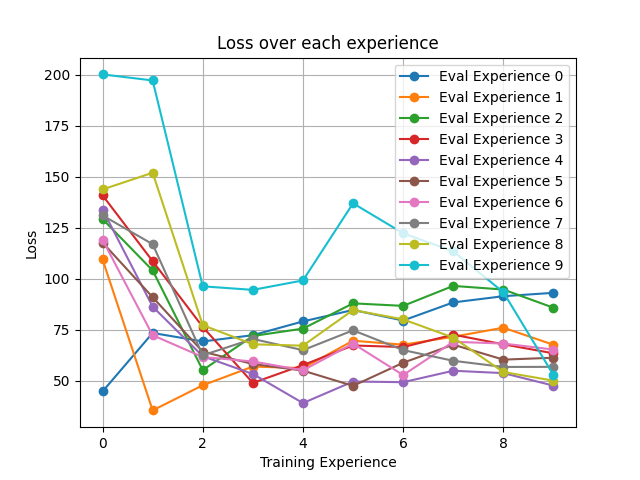 Loss over each experience
200
175
150
125
100
75
50
Loss
0
2
4
6
8
Training Experience
Eval Experience 0
Eval Experience 1
Eval Experience 2
Eval Experience 3
Eval Experience 4
Eval Experience 5
Eval Experience 6
Eval Experience 7
Eval Experience 8
Eval Experience 9